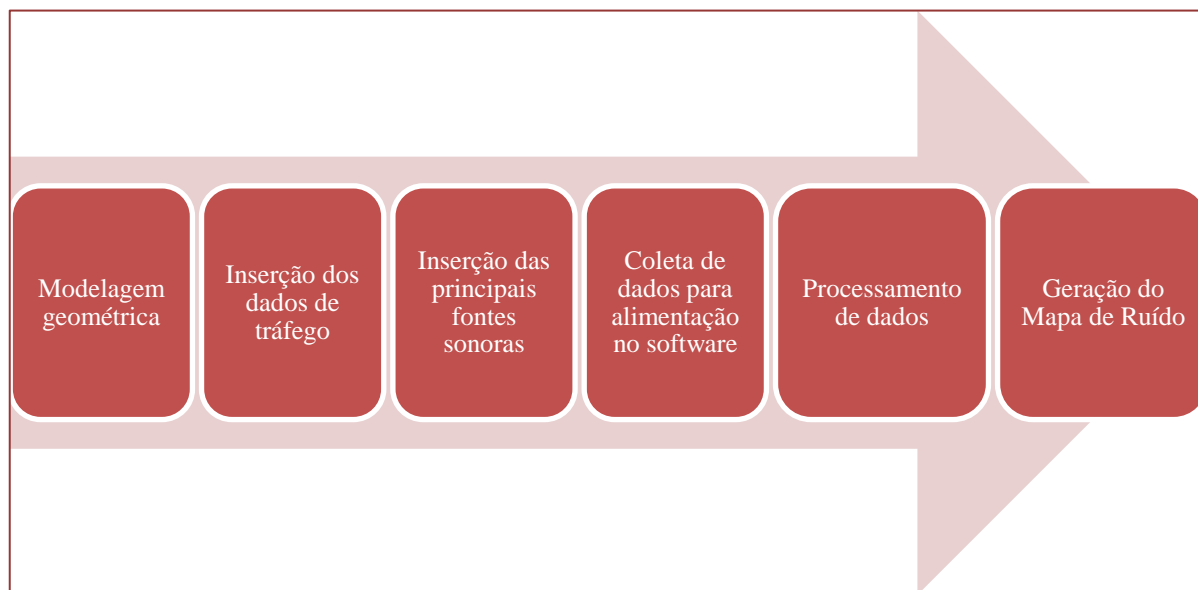 Modelagem
geométrica
Inserção dos
dados de
tráfego
Inserção das
principais
fontes
sonoras
Coleta de
dados para
alimentação
no software
Processamento
de dados
Geração do
Mapa de Ruído